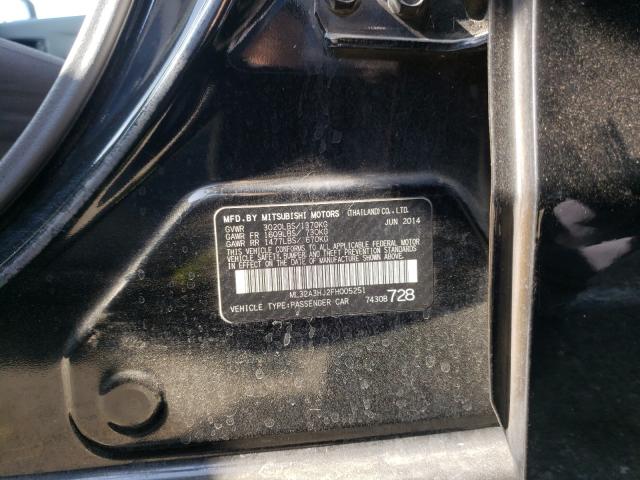 MFD.BY MITSUBISHI MOTORS (THAILAND CO., LTD.
GVWR 3020LBS/1370KG JUN 2014
GAWR FR 1609LBS/ 730KG
GAWR RR 1477LBS/ 670KG
THIS VEHICLE CONFORMS TO ALL APPLICABLE FEDERAL MOTOR
VEHICLE SAFETY, BUMPER AND THEFT PREVENTION STANDARDS
IN EFFECT ON THE DATE OF MANUFACTURE SHOWN ABOVE.
ML32A3HJ2FH005251
VEHICLE TYPE:PASSENGER CAR 7430B 728